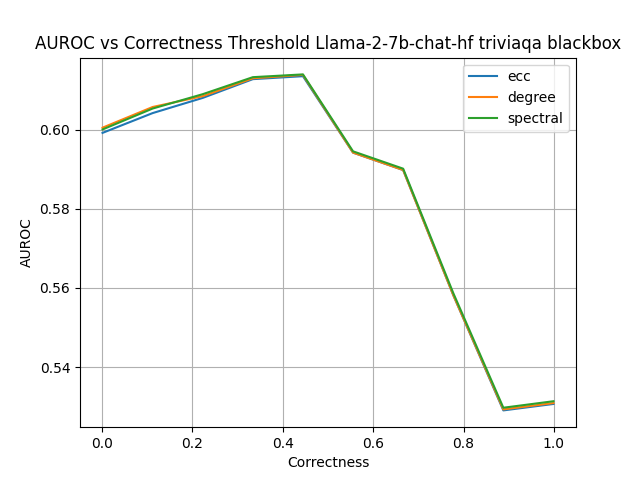 AUROC vs Correctness Threshold Llama-2-7b-chat-hf triviaqa blackbox
ecc
degree
spectral
AUROC
0.60
0.58
0.56
0.54
0.0 0.2 0.4 0.6 0.8 1.0
Correctness